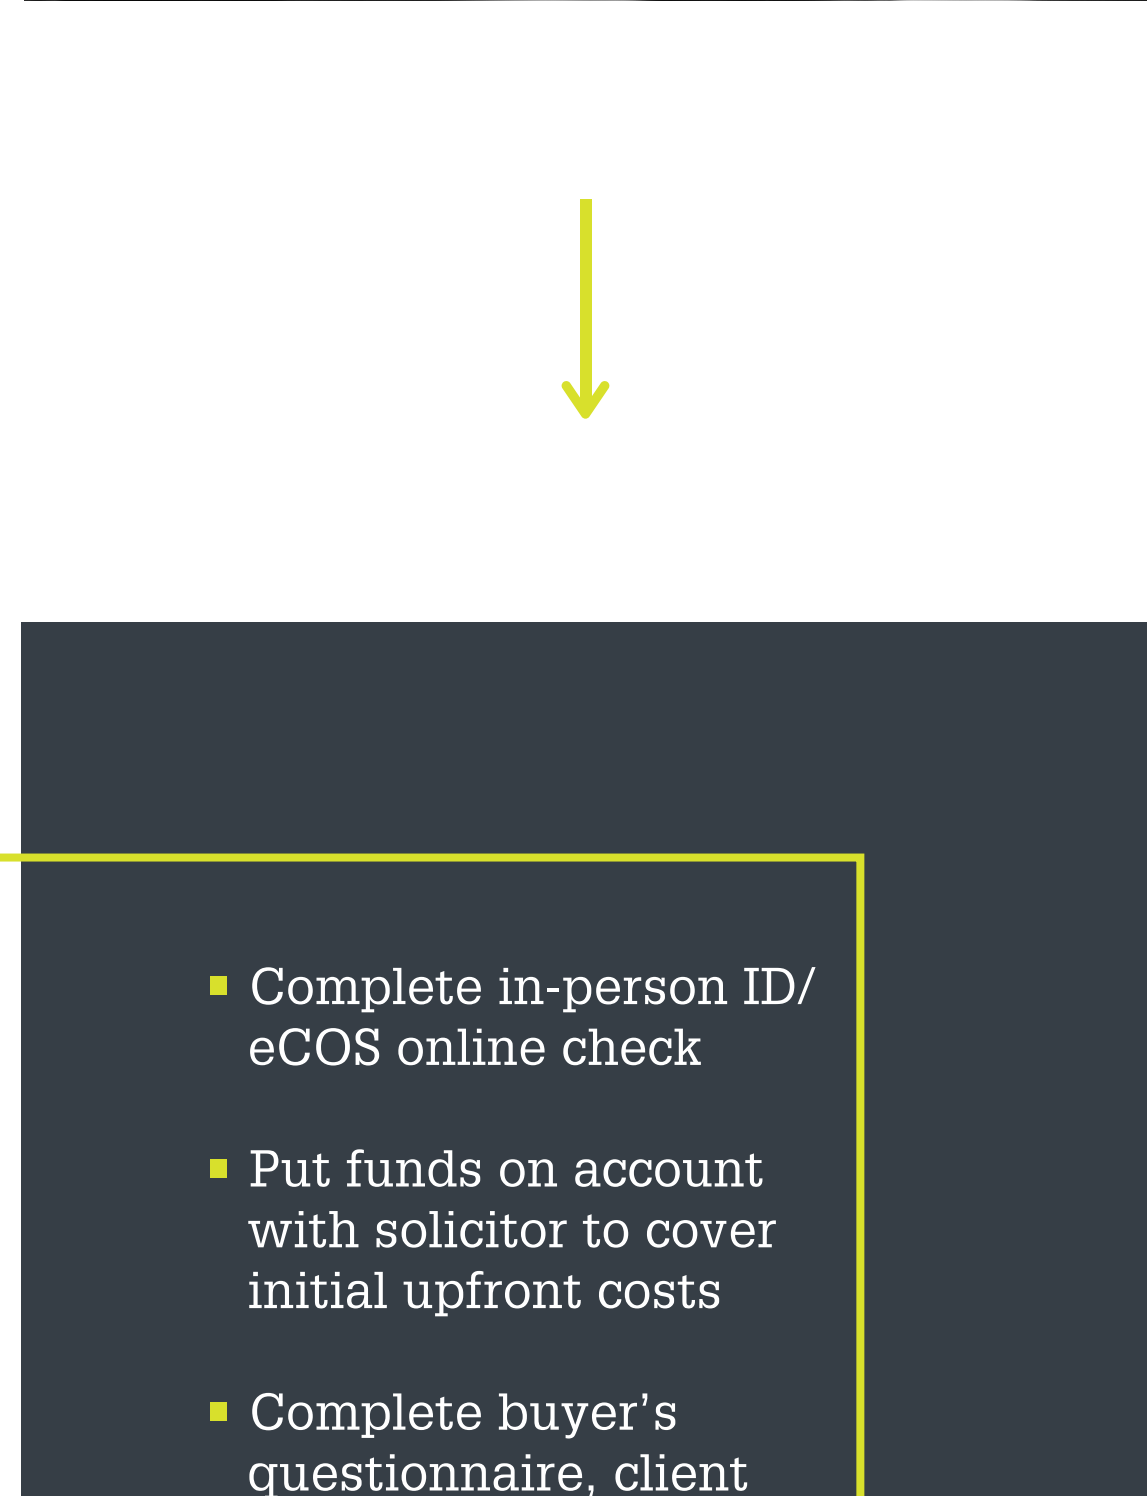 Complete in-person ID/
eCOS online check
Put funds on account
with solicitor to cover
initial upfront costs
Complete buyer’s
questionnaire, client